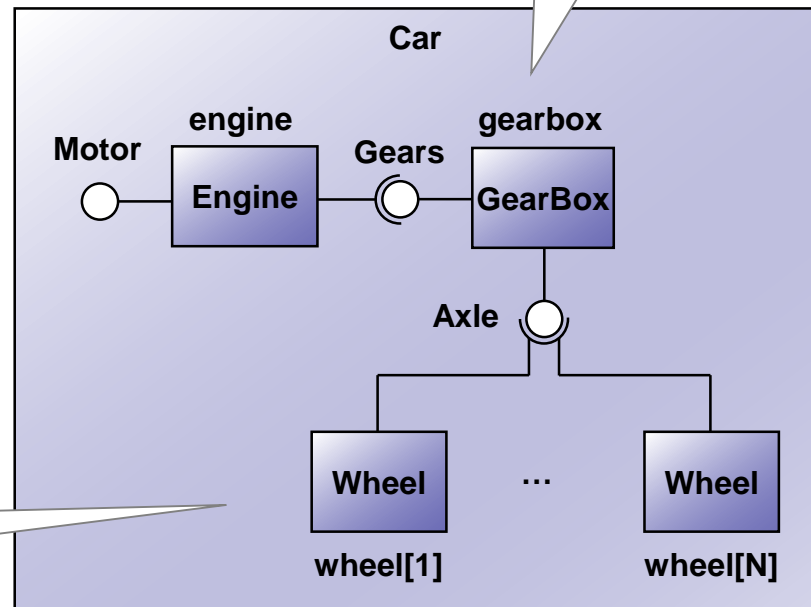 Car
engine
gearbox
Motor
Gears
Engine
GearBox
Axle
Wheel
...
Wheel
wheel[1]
wheel[N]